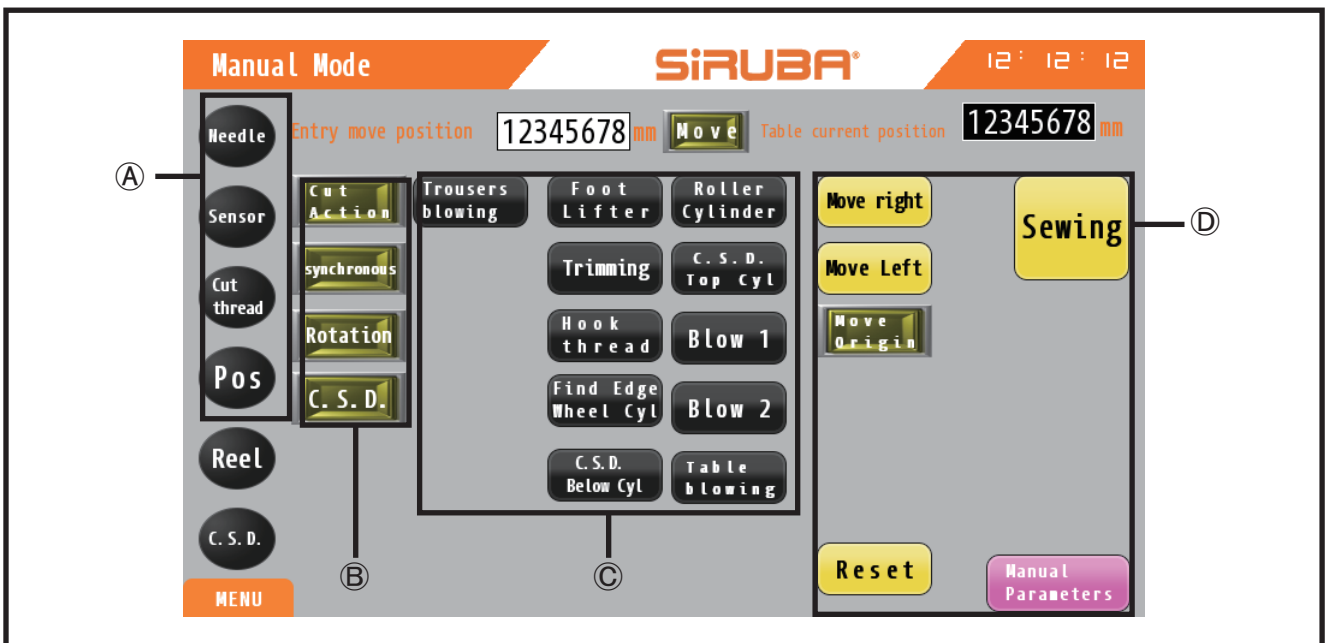 Manual Mode
SiRUBA®
12: 12: 12
Needle
Entry move position 12345678 mm Move Table current position 12345678 mm
Ⓐ
Sensor
Cut
thread
Pos
Reel
C.S.D.
MENU
Cut
Action
synchronous
Rotation
C.S.D.
Ⓑ
Trousers
blowing
Foot
Lifter
Roller
Cylinder
Trimming
C.S.D.
Top Cyl
Hook
thread
Blow 1
Find Edge
Wheel Cyl
Blow 2
C.S.D.
Below Cyl
Table
blowing
Ⓒ
Move right
Sewing
Ⓓ
Move Left
Move
Origin
Reset
Manual
Parameters